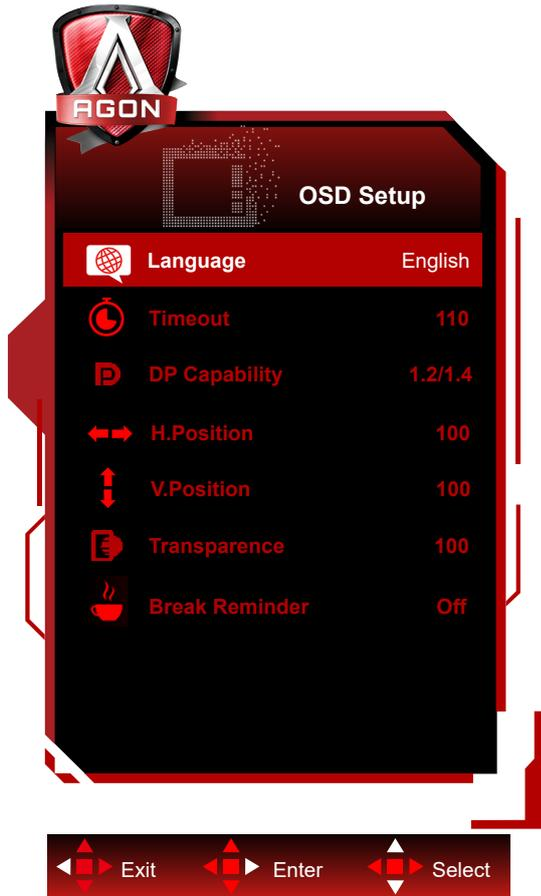 AGON
OSD Setup
Language English
Timeout 110
DP Capability 1.2/1.4
H.Position 100
V.Position 100
Transparence 100
Break Reminder Off
Exit Enter Select